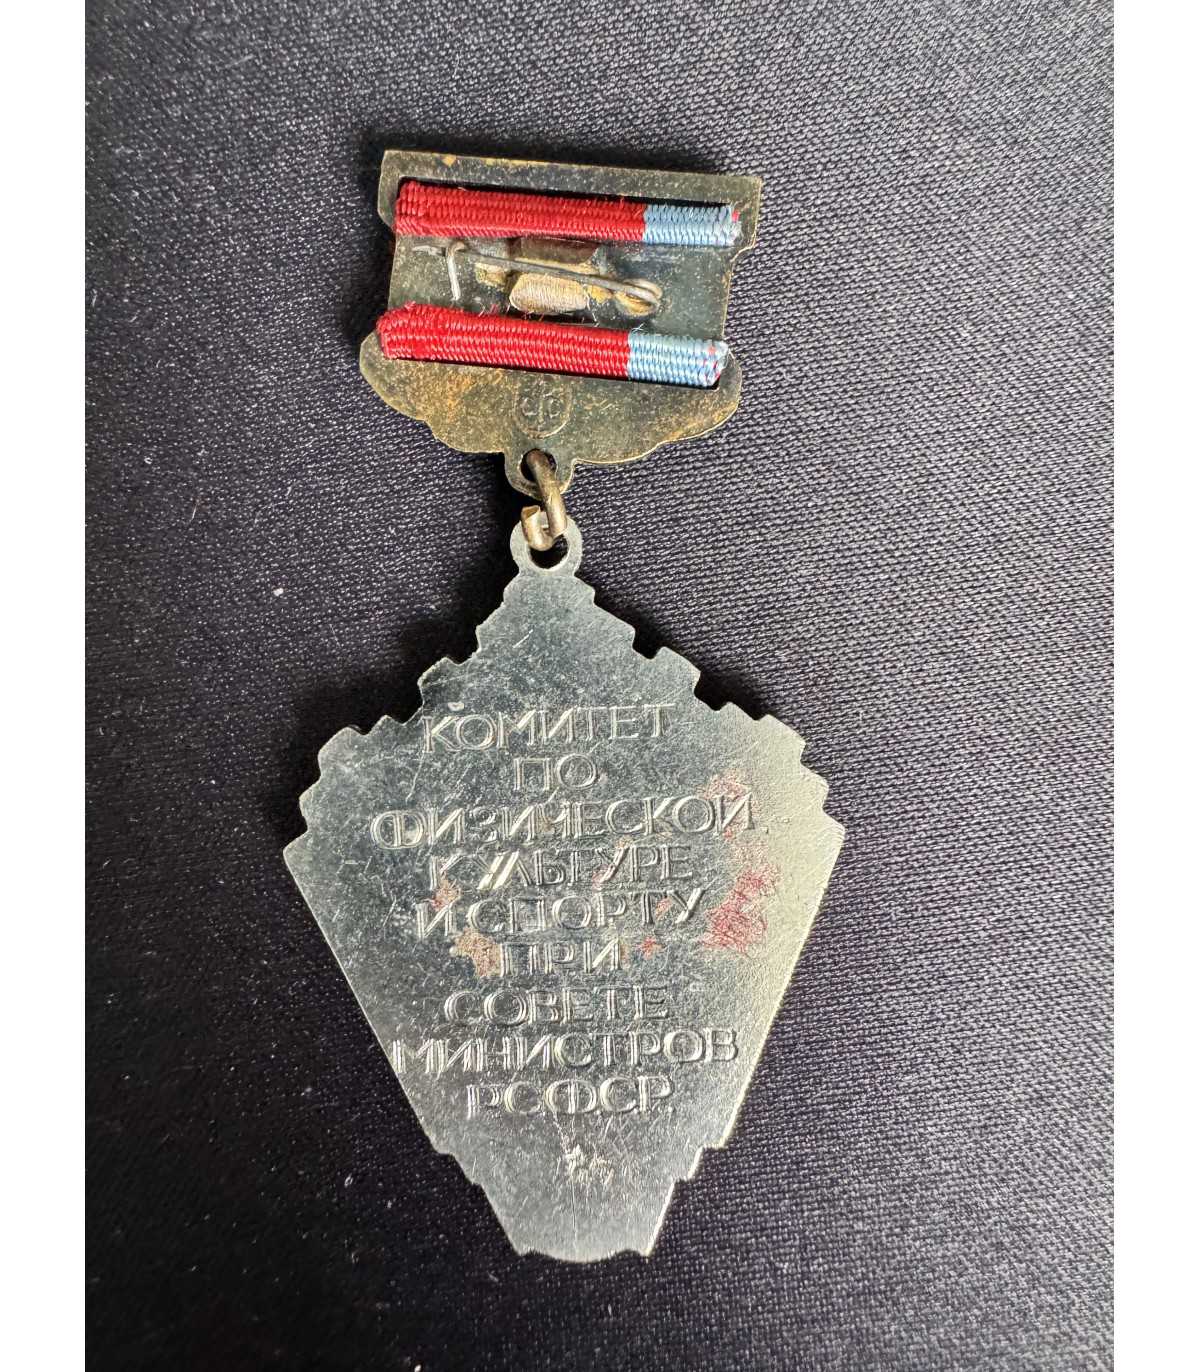 КОМИТЕТ
ПО
ФИЗИЧЕСКОЙ
КУЛЬТУРЕ
И СПОРТУ
ПРИ
СОВЕТЕ
МИНИСТРОВ
РСФСР